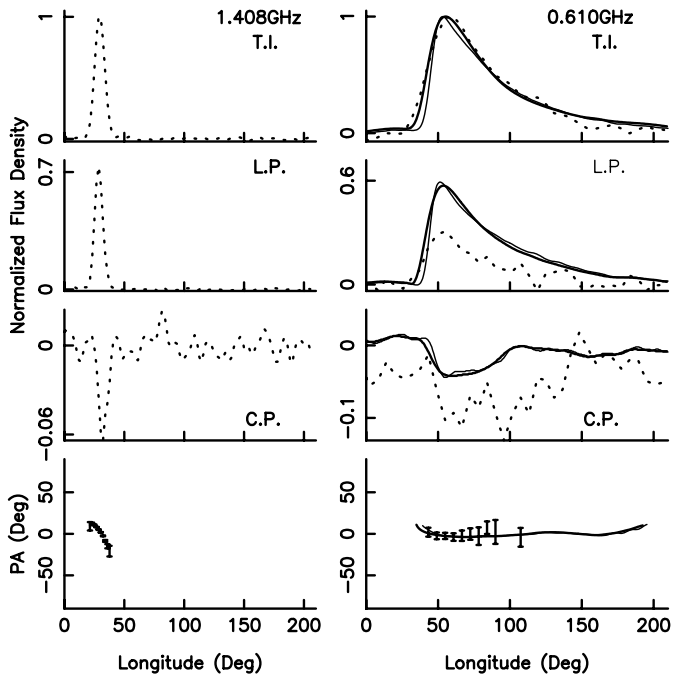 1.408GHz
T.I.
0.610GHz
T.I.
1
0
1
0
L.P.
L.P.
0.7
0
0.6
0
C.P.
C.P.
0
−0.06
0
−0.1
50
0
−50
50
0
−50
Normalized Flux Density
PA (Deg)
0 50 100 150 200
0 50 100 150 200
Longitude (Deg)
Longitude (Deg)